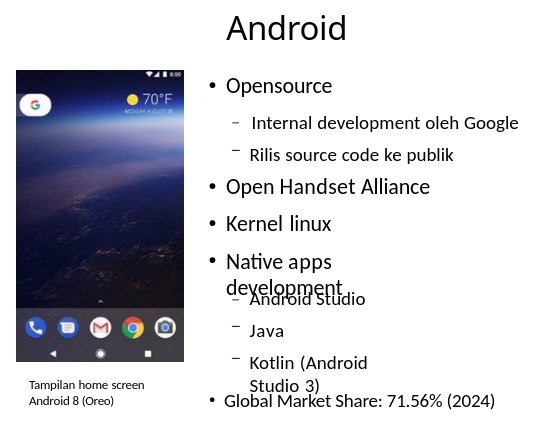 Android
8:00
70°F
MONDAY, AUGUST 28
Tampilan home screen
Android 8 (Oreo)
• Opensource
– Internal development oleh Google
– Rilis source code ke publik
• Open Handset Alliance
• Kernel linux
• Native apps
development
– Android Studio
– Java
– Kotlin (Android
Studio 3)
• Global Market Share: 71.56% (2024)